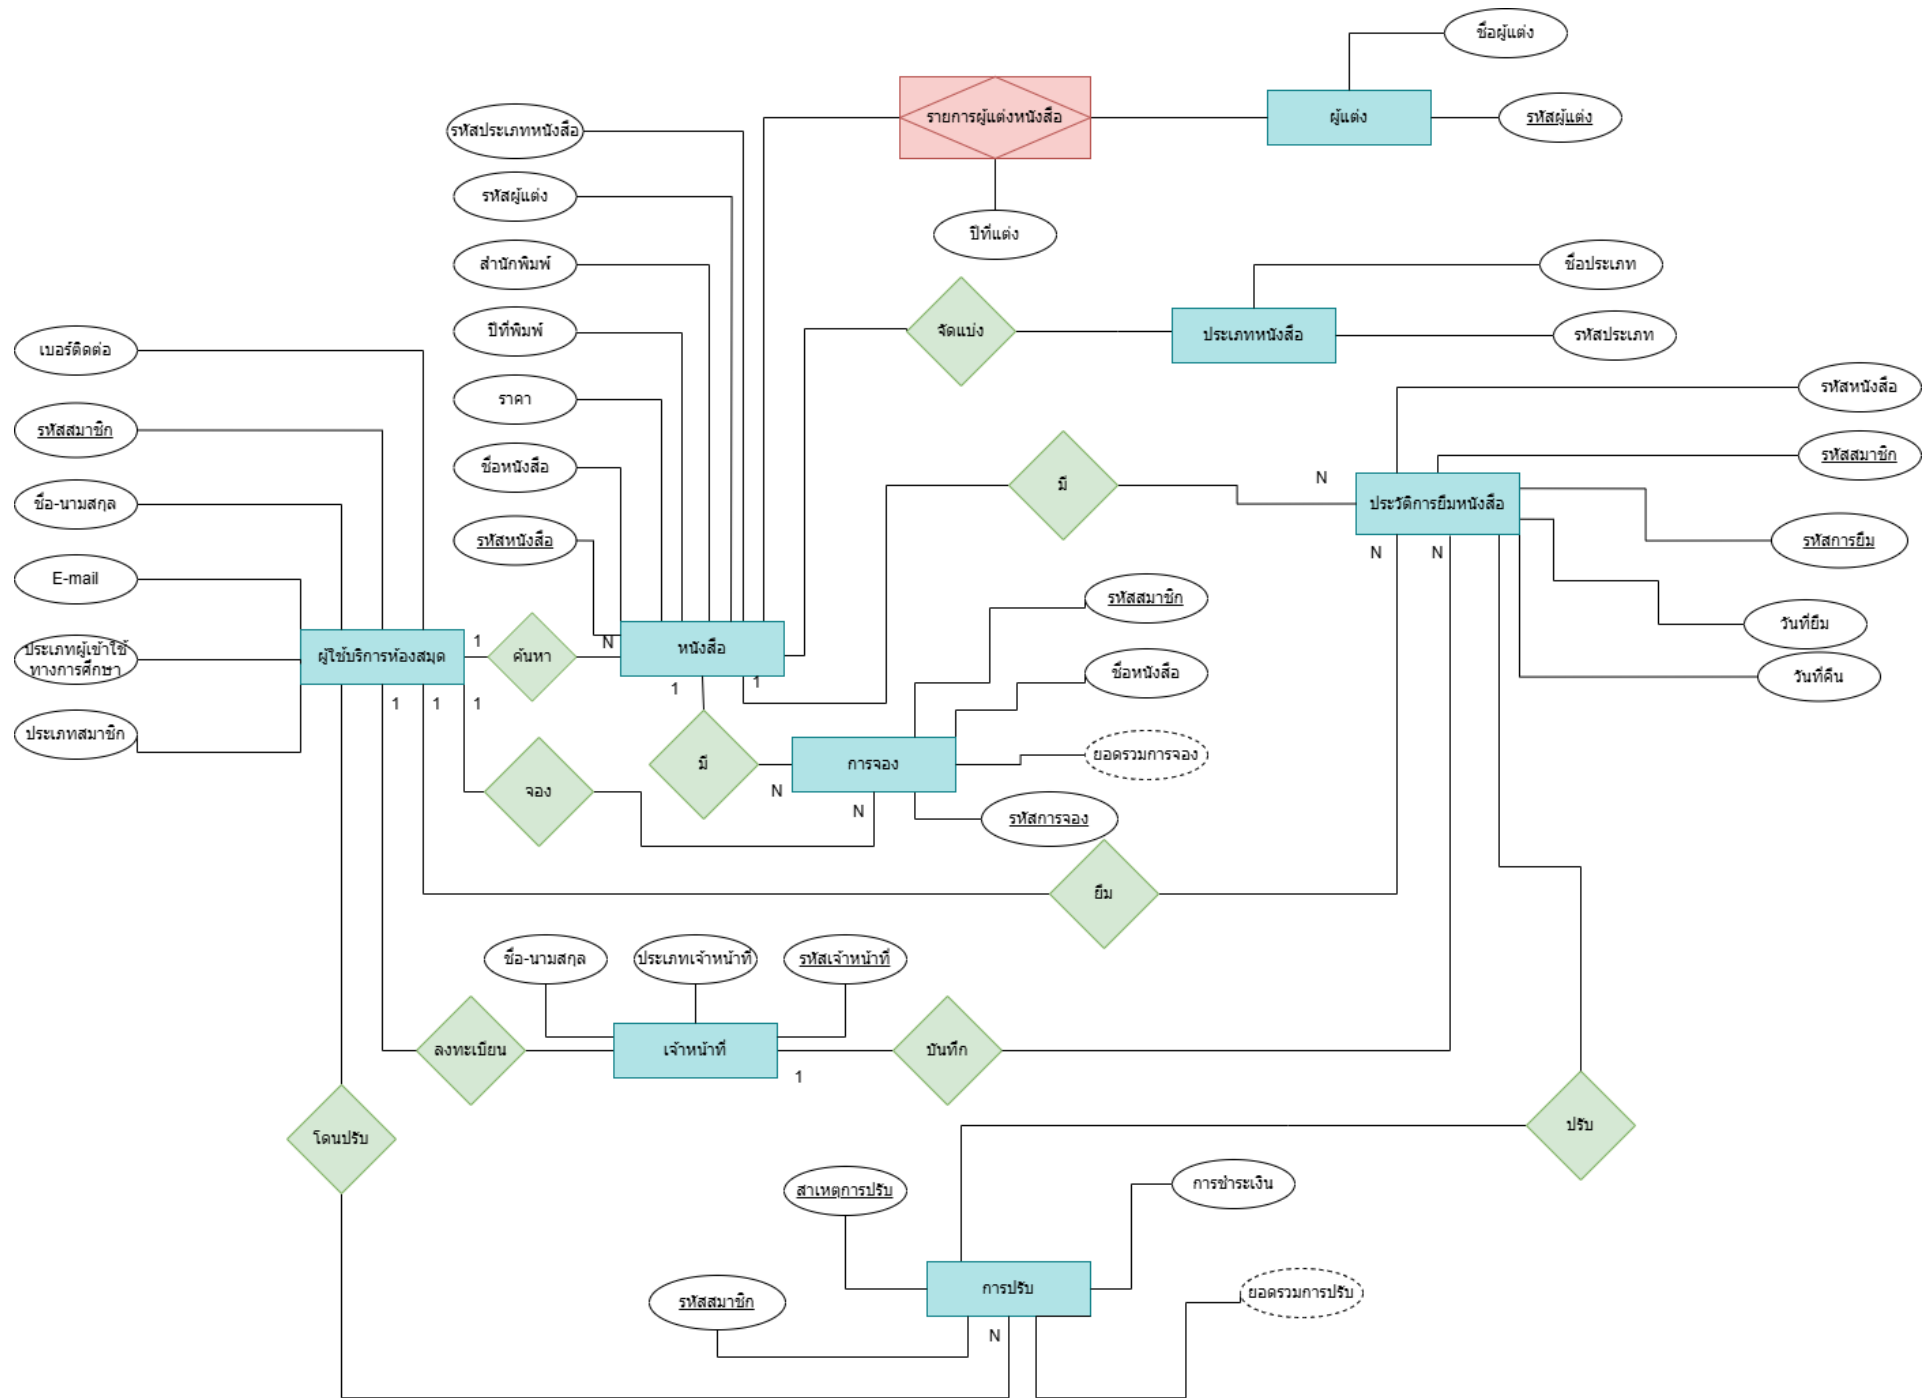 ชื่อผู้แต่ง
รายการผู้แต่งหนังสือ
ผู้แต่ง
รหัสผู้แต่ง
รหัสประเภทหนังสือ
รหัสผู้แต่ง
ปีที่แต่ง
สำนักพิมพ์
ชื่อประเภท
ปีที่พิมพ์
จัดแบ่ง
ประเภทหนังสือ
รหัสประเภท
เบอร์ติดต่อ
รหัสหนังสือ
ราคา
รหัสสมาชิก
ชื่อหนังสือ
รหัสสมาชิก
มี
N
ชื่อ-นามสกุล
ประวัติการยืมหนังสือ
รหัสหนังสือ
รหัสการยืม
N
N
E-mail
รหัสสมาชิก
วันที่ยืม
1
N
ประเภทผู้เข้าใช้
ทางการศึกษา
ผู้ใช้บริการห้องสมุด
ค้นหา
หนังสือ
ชื่อหนังสือ
วันที่คืน
1
1
1
1
1
ประเภทสมาชิก
ยอดรวมการจอง
มี
การจอง
จอง
N
N
รหัสการจอง
ยืม
ชื่อ-นามสกุล
ประเภทเจ้าหน้าที่
รหัสเจ้าหน้าที่
ลงทะเบียน
เจ้าหน้าที่
บันทึก
1
ปรับ
โดนปรับ
สาเหตุการปรับ
การชำระเงิน
การปรับ
ยอดรวมการปรับ
รหัสสมาชิก
N